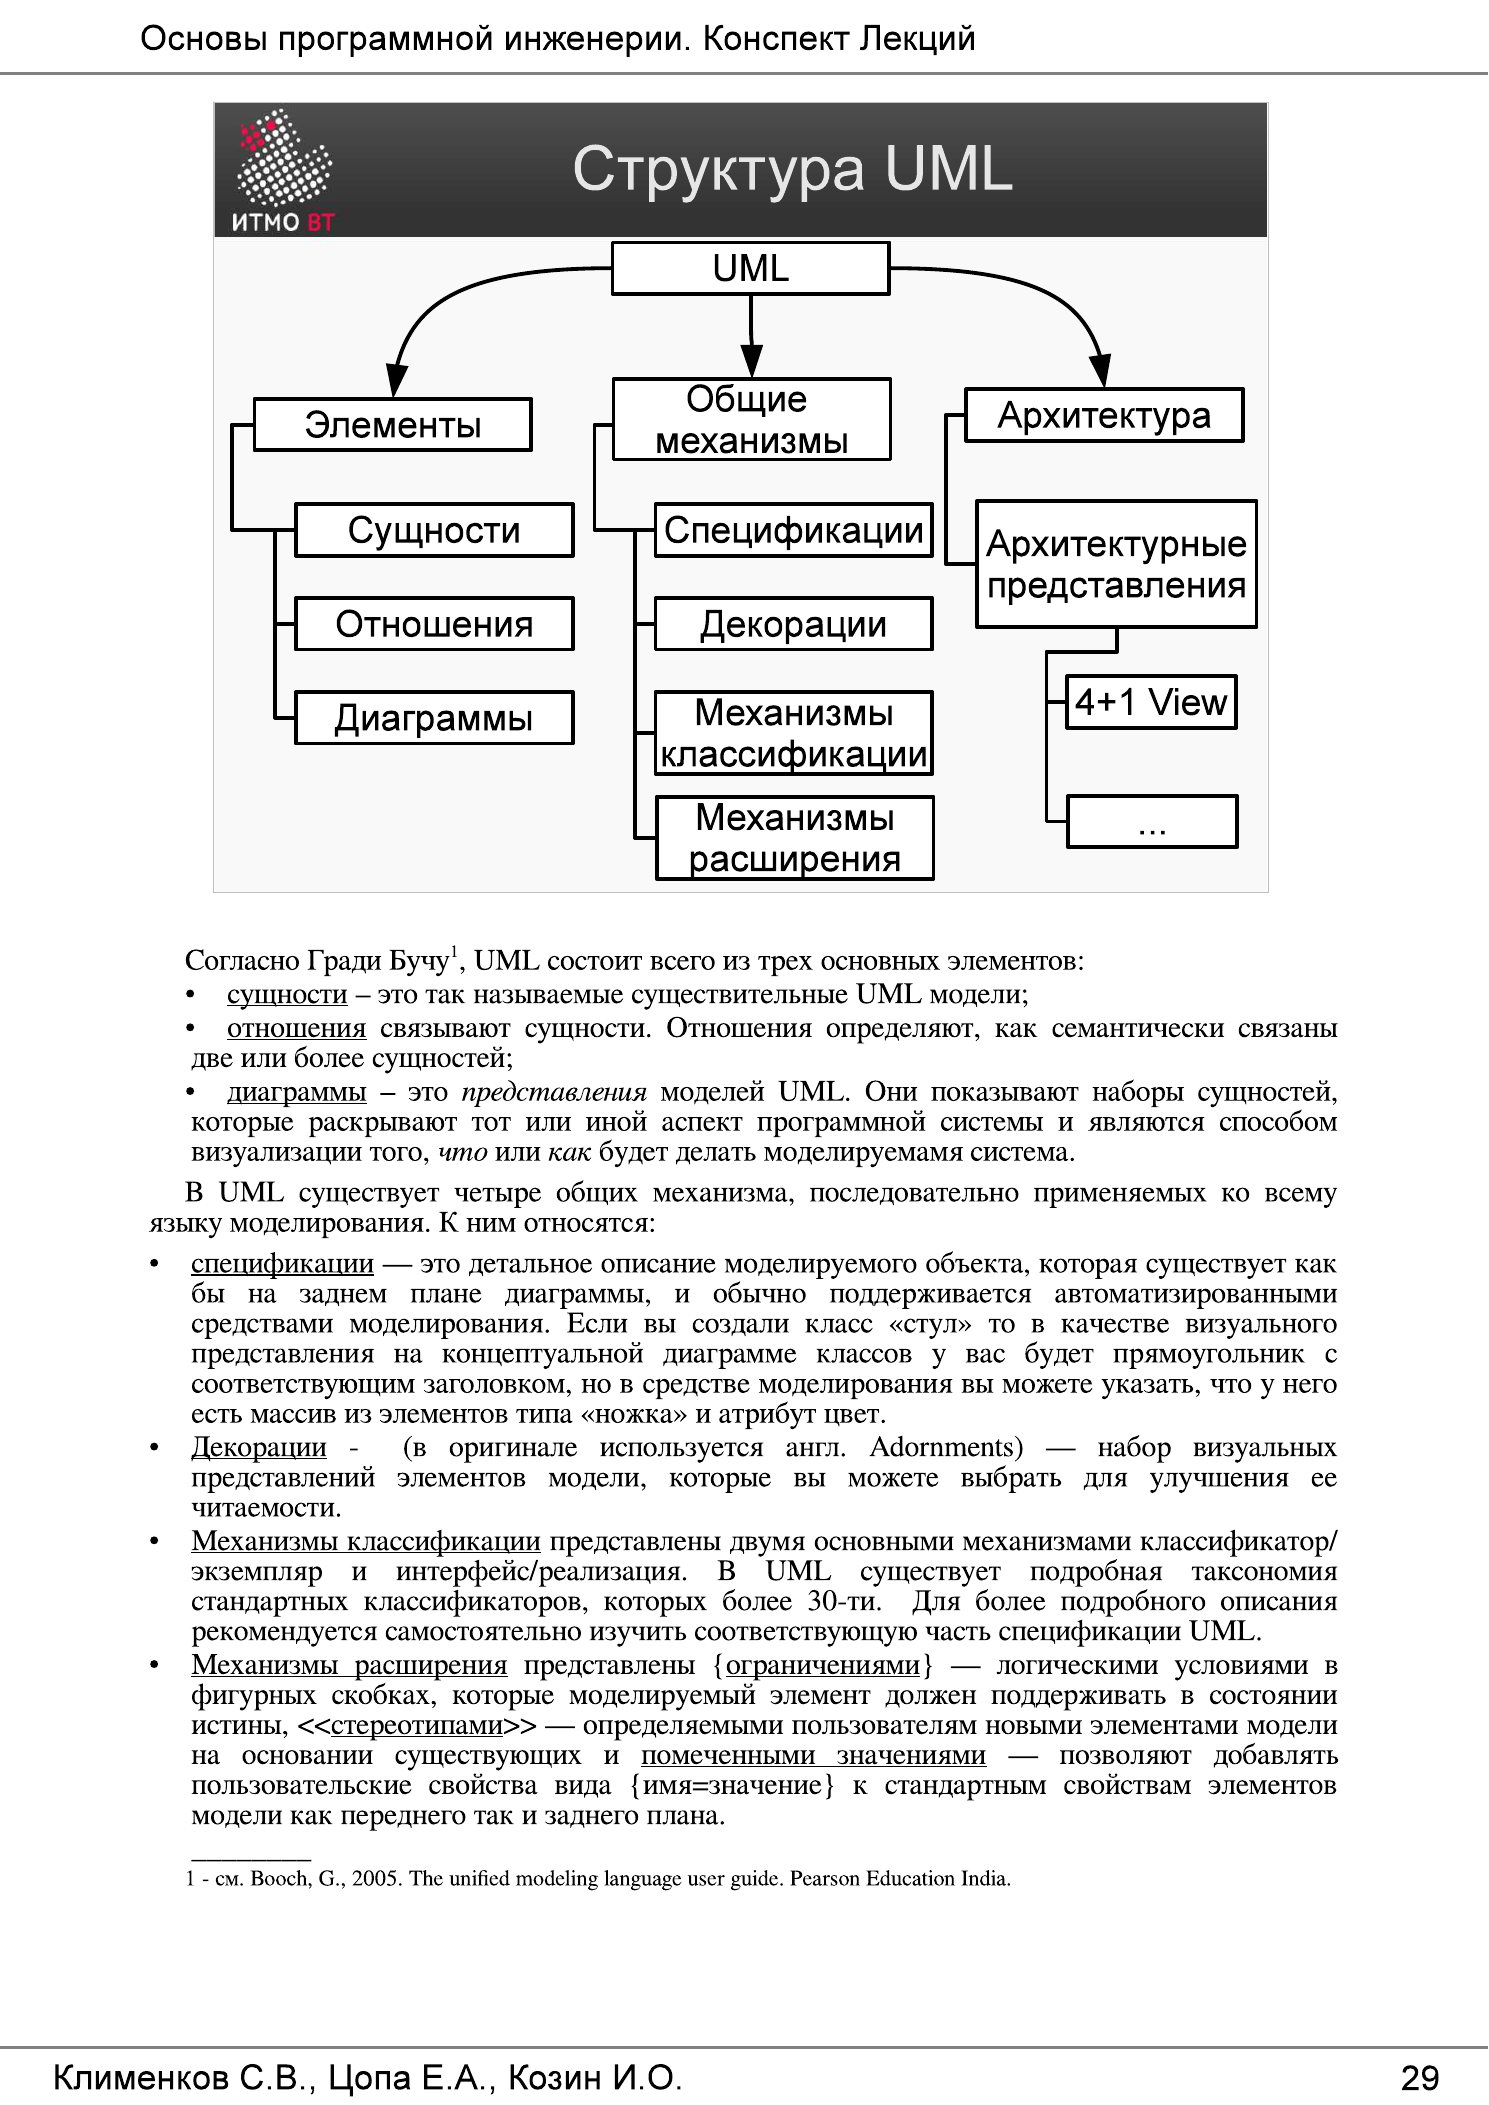 Основы программной инженерии. Конспект Лекций
ИТМО ВТ
Структура UML
UML
Элементы
Общие
механизмы
Архитектура
Сущности
Отношения
Диаграммы
Спецификации
Декорации
Механизмы
классификации
Механизмы
расширения
Архитектурные
представления
4+1 View
...
Согласно Гради Бучу1, UML состоит всего из трех основных элементов:
• сущности – это так называемые существительные UML модели;
• отношения связывают сущности. Отношения определяют, как семантически связаны
две или более сущностей;
• диаграммы – это представления моделей UML. Они показывают наборы сущностей,
которые раскрывают тот или иной аспект программной системы и являются способом
визуализации того, что или как будет делать моделируемамя система.
В UML существует четыре общих механизма, последовательно применяемых ко всему
языку моделирования. К ним относятся:
• спецификации — это детальное описание моделируемого объекта, которая существует как
бы на заднем плане диаграммы, и обычно поддерживается автоматизированными
средствами моделирования. Если вы создали класс «стул» то в качестве визуального
представления на концептуальной диаграмме классов у вас будет прямоугольник с
соответствующим заголовком, но в средстве моделирования вы можете указать, что у него
есть массив из элементов типа «ножка» и атрибут цвет.
• Декорации - (в оригинале используется англ. Adornments) — набор визуальных
представлений элементов модели, которые вы можете выбрать для улучшения ее
читаемости.
• Механизмы классификации представлены двумя основными механизмами классификатор/
экземпляр и интерфейс/реализация. В UML существует подробная таксономия
стандартных классификаторов, которых более 30-ти. Для более подробного описания
рекомендуется самостоятельно изучить соответствующую часть спецификации UML.
• Механизмы расширения представлены {ограничениями} — логическими условиями в
фигурных скобках, которые моделируемый элемент должен поддерживать в состоянии
истины, <<стереотипами>> — определяемыми пользователям новыми элементами модели
на основании существующих и помеченными значениями — позволяют добавлять
пользовательские свойства вида {имя=значение} к стандартным свойствам элементов
модели как переднего так и заднего плана.
1 - см. Booch, G., 2005. The unified modeling language user guide. Pearson Education India.
Клименков С.В., Цопа Е.А., Козин И.О.
29